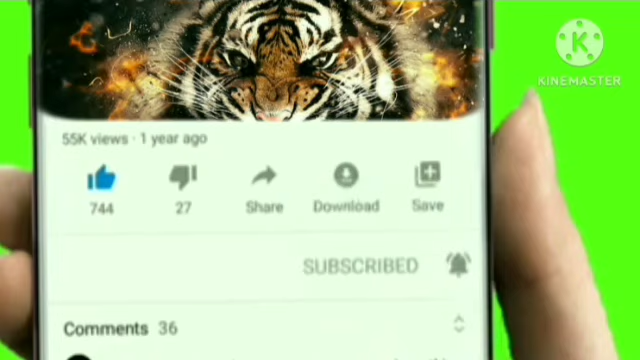 K
KINEMASTER
55K views · 1 year ago
744 27 Share Download Save
SUBSCRIBED
Comments 36